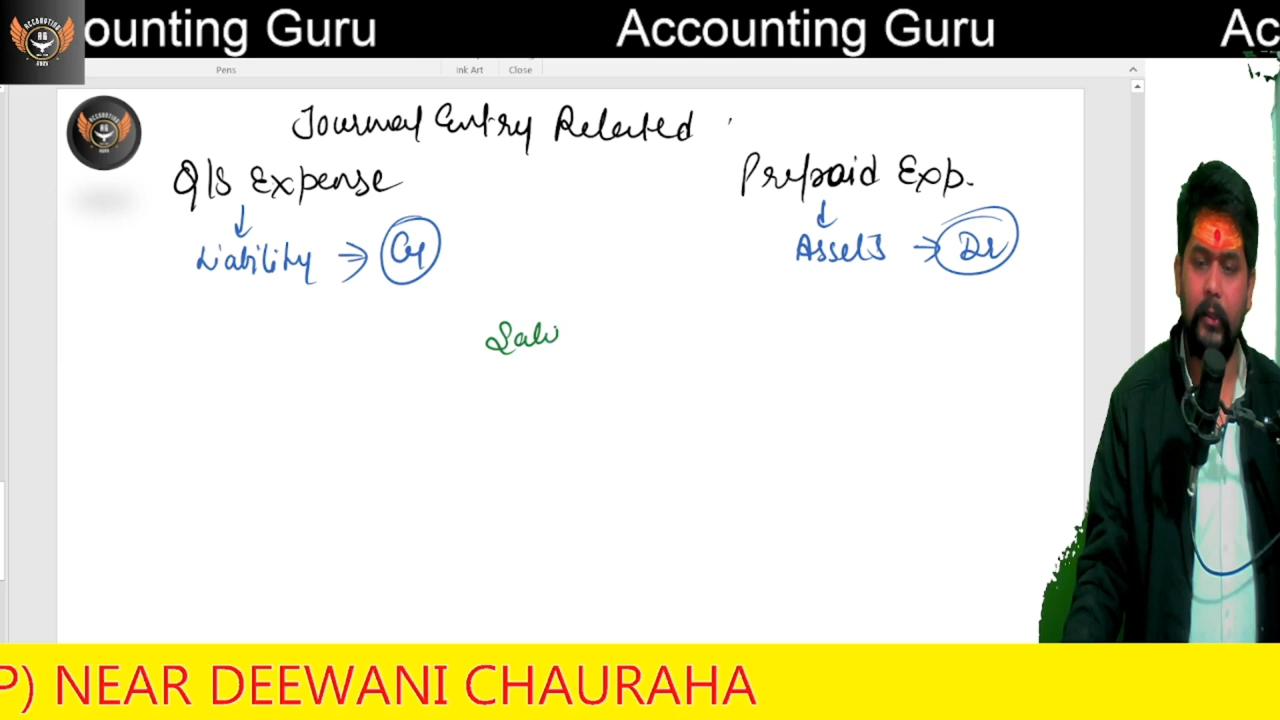 ounting Guru Accounting Guru Ac
Pens Ink Art Close
Journal Entry Related
O/S Expense Prepaid Exp.
Liability → Cr Assets → Dr
Sal
P) NEAR DEEWANI CHAURAHA